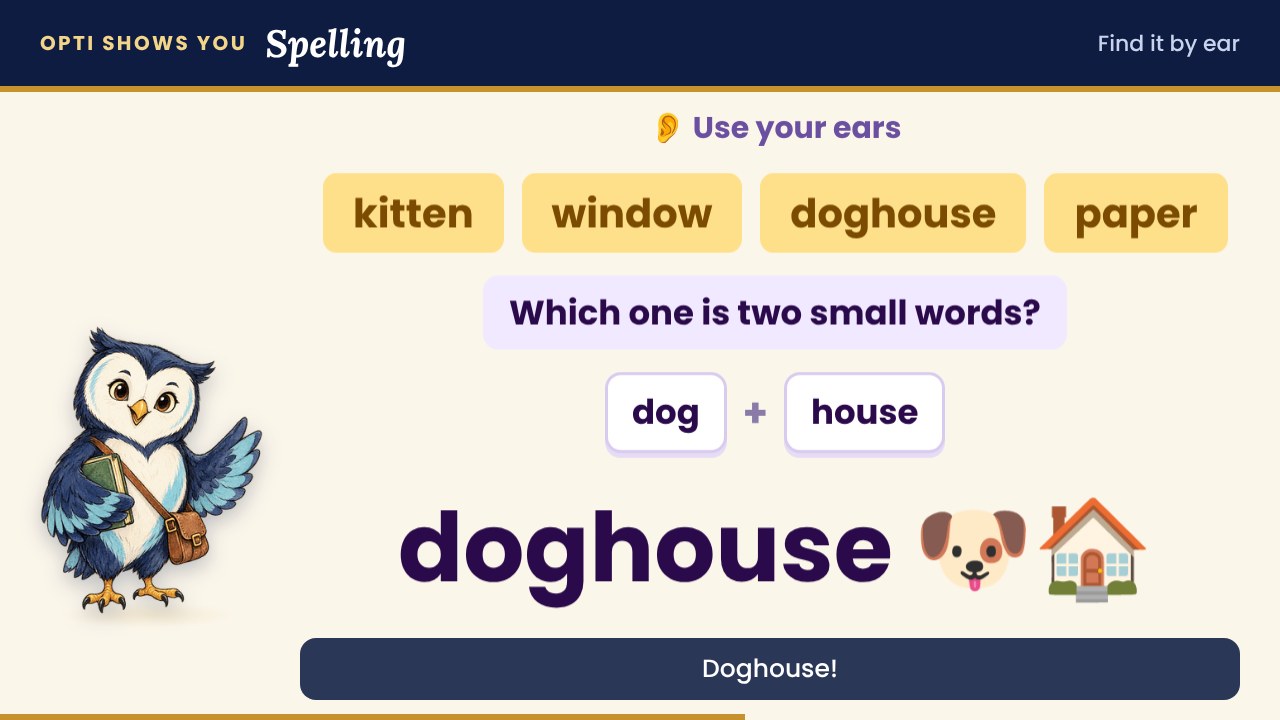 OPTI SHOWS YOU Spelling
Find it by ear
👂 Use your ears
kitten window doghouse paper
Which one is two small words?
dog + house
doghouse 🐶🏠
Doghouse!